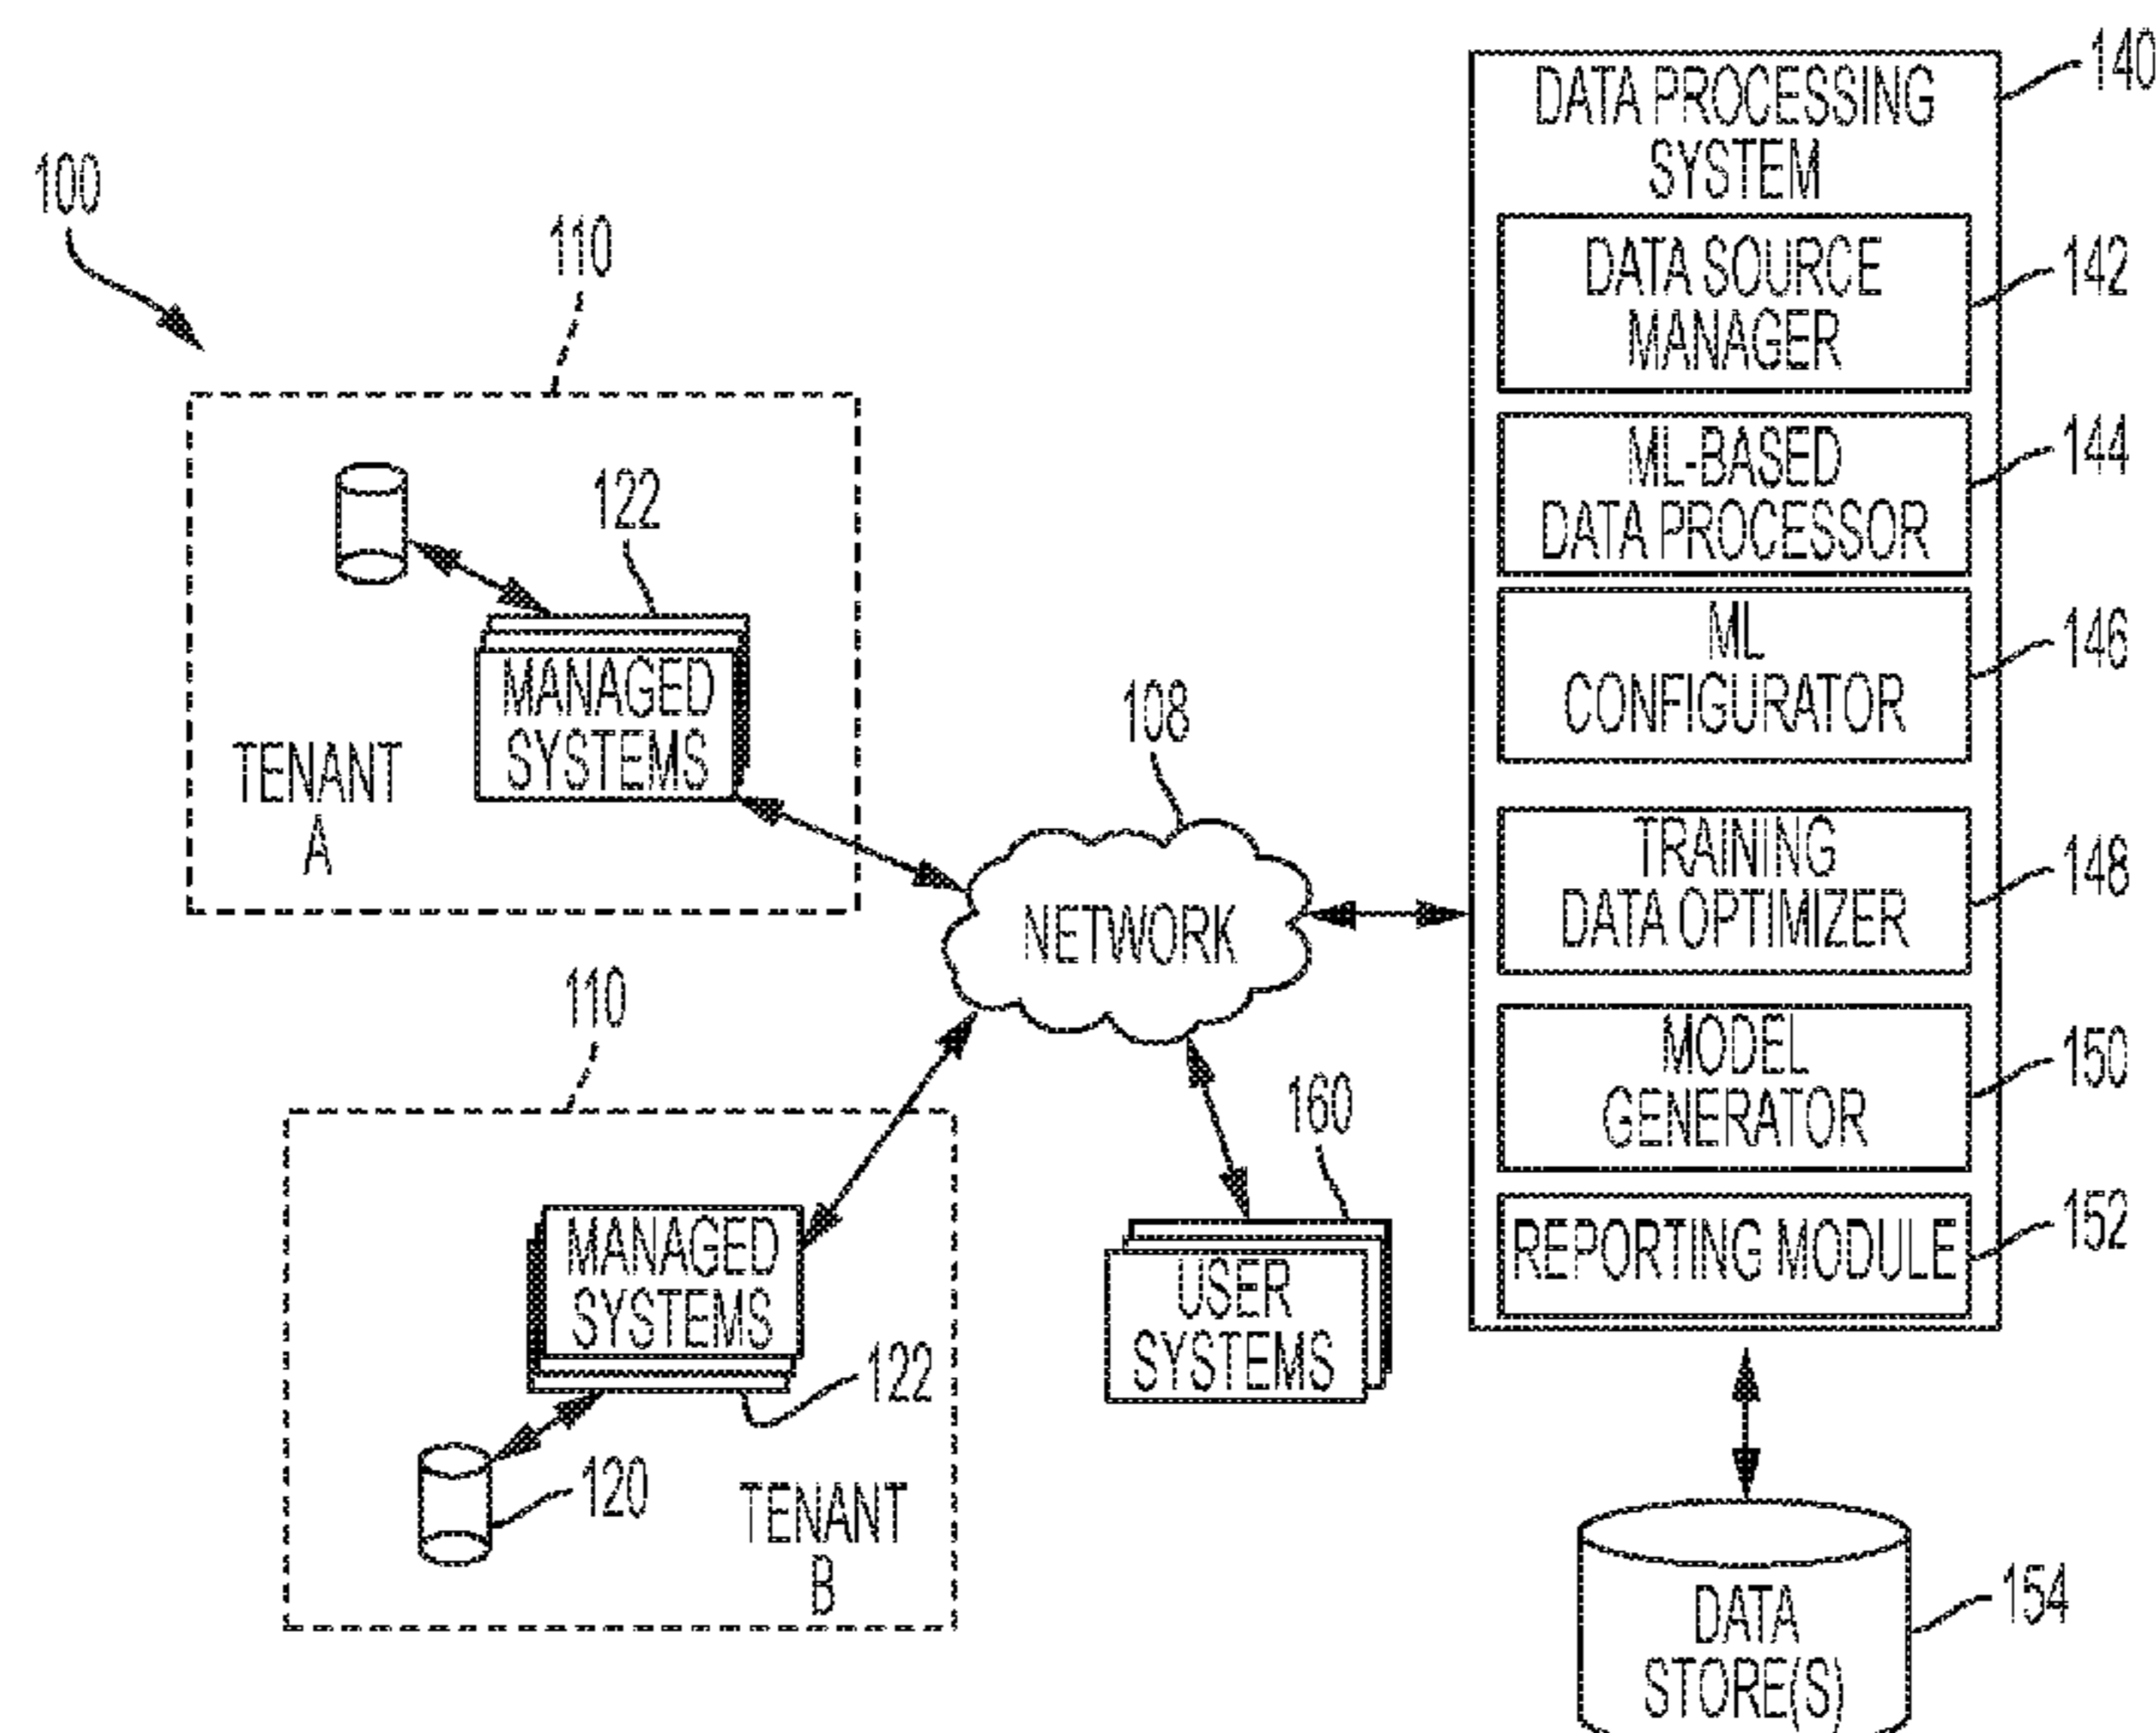 100
110
122
MANAGED
SYSTEMS
TENANT
A
110
MANAGED
SYSTEMS
122
120
TENANT
B
108
NETWORK
160
USER
SYSTEMS
140
DATA PROCESSING
SYSTEM
DATA SOURCE
MANAGER
142
ML-BASED
DATA PROCESSOR
144
ML
CONFIGURATOR
146
TRAINING
DATA OPTIMIZER
148
MODEL
GENERATOR
150
REPORTING MODULE
152
DATA
STORE(S)
154